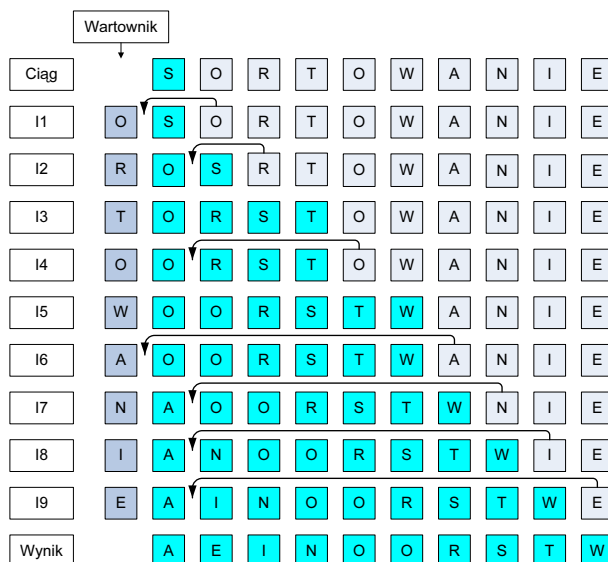 Wartownik
Ciąg S O R T O W A N I E
I1 O S O R T O W A N I E
I2 R O S R T O W A N I E
I3 T O R S T O W A N I E
I4 O O R S T O W A N I E
I5 W O O R S T W A N I E
I6 A O O R S T W A N I E
I7 N A O O R S T W N I E
I8 I A N O O R S T W I E
I9 E A I N O O R S T W E
Wynik A E I N O O R S T W